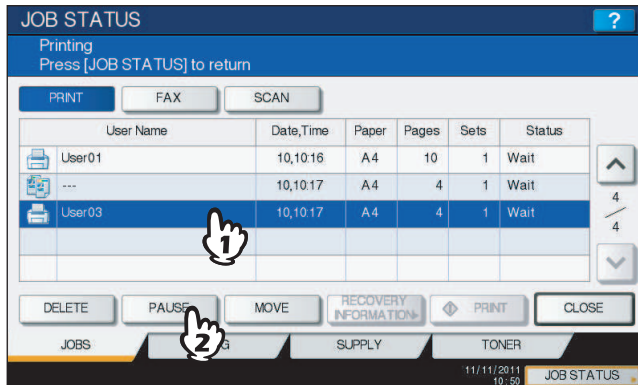 JOB STATUS ?
Printing
Press [JOB STATUS] to return
PRINT FAX SCAN
User Name Date,Time Paper Pages Sets Status
User01 10,10:16 A4 10 1 Wait
--- 10,10:17 A4 4 1 Wait
User03 10,10:17 A4 4 1 Wait
4
4
1
DELETE PAUSE MOVE RECOVERY INFORMATION PRINT CLOSE
2
JOBS G SUPPLY TONER
11/11/2011
10:50
JOB STATUS